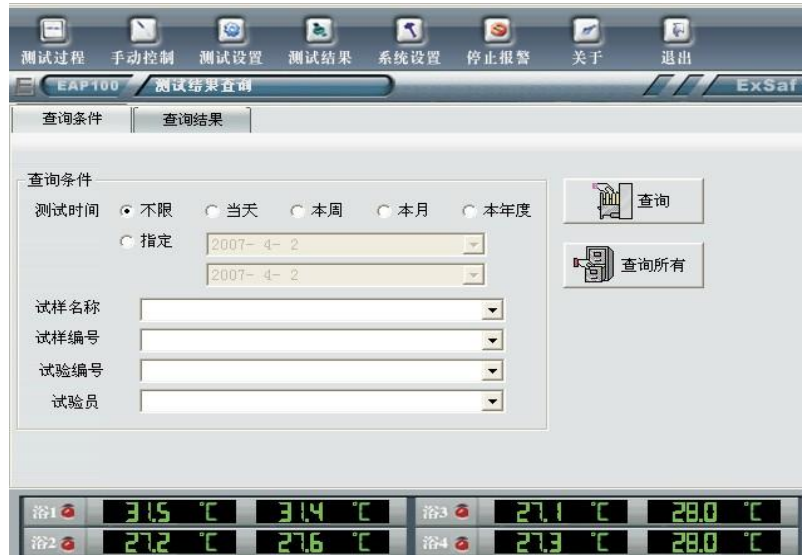 测试过程 手动控制 测试设置 测试结果 系统设置 停止报警 关于 退出
EAP100 测试结果查询 ExSaf
查询条件 查询结果
查询条件
测试时间 不限 当天 本周 本月 本年度
指定 2007- 4- 2
2007- 4- 2
查询
查询所有
试样名称
试样编号
试验编号
试验员
浴1 31.5 ℃ 31.4 ℃ 浴3 27.1 ℃ 28.0 ℃
浴2 27.2 ℃ 27.6 ℃ 浴4 27.3 ℃ 28.0 ℃